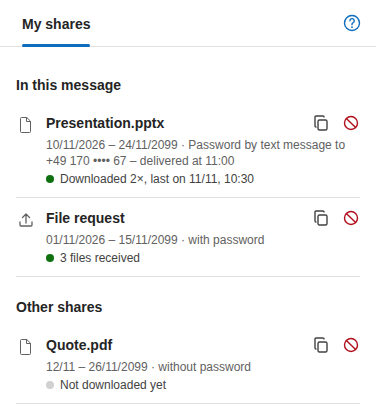 My shares
In this message
Presentation.pptx
10/11/2026 – 24/11/2099 · Password by text message to
+49 170 •••• 67 – delivered at 11:00
Downloaded 2×, last on 11/11, 10:30
File request
01/11/2026 – 15/11/2099 · with password
3 files received
Other shares
Quote.pdf
12/11 – 26/11/2099 · without password
Not downloaded yet